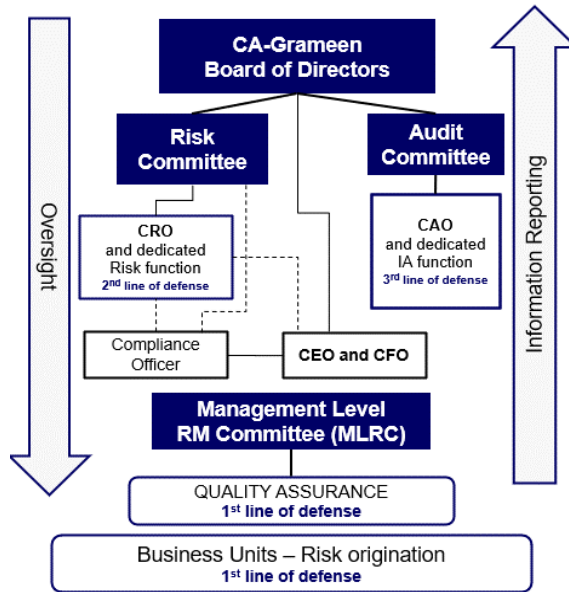 CA-Grameen
Board of Directors
Risk
Committee
Audit
Committee
CRO
and dedicated
Risk function
2nd line of defense
CAO
and dedicated
IA function
3rd line of defense
Oversight
Information Reporting
Compliance
Officer
CEO and CFO
Management Level
RM Committee (MLRC)
QUALITY ASSURANCE
1st line of defense
Business Units – Risk origination
1st line of defense